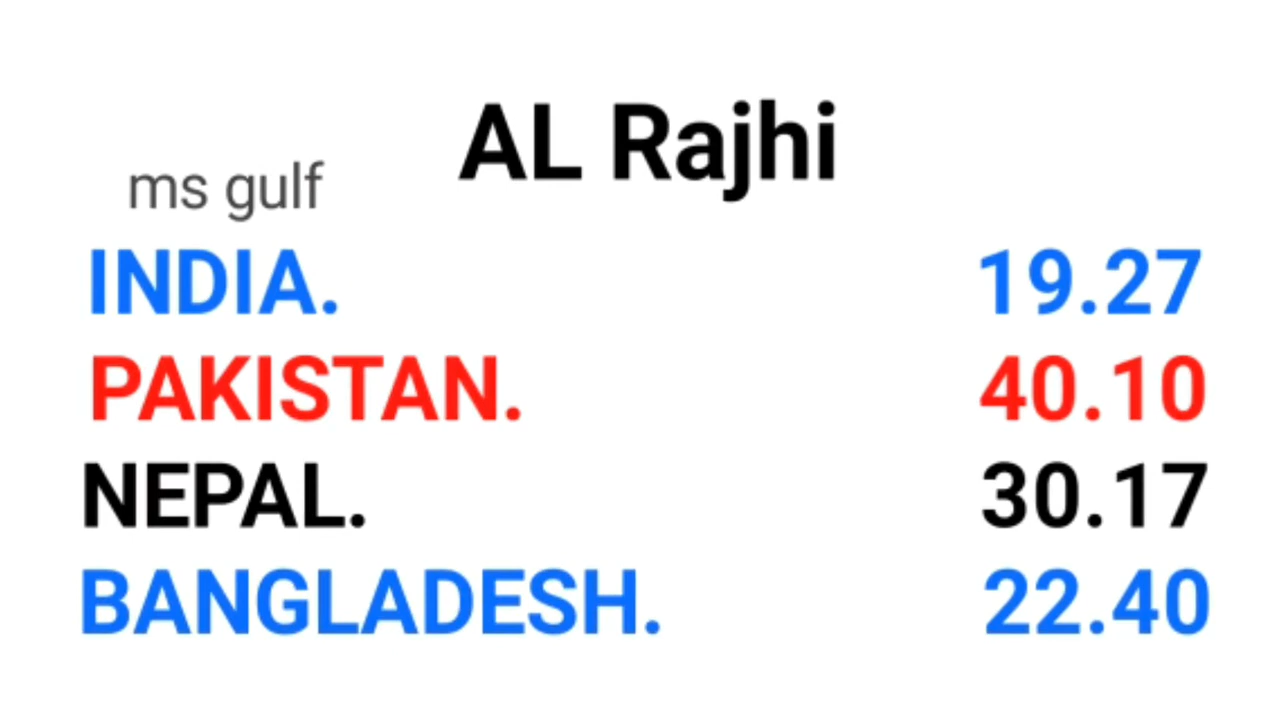 AL Rajhi
ms gulf
INDIA. 19.27
PAKISTAN. 40.10
NEPAL. 30.17
BANGLADESH. 22.40